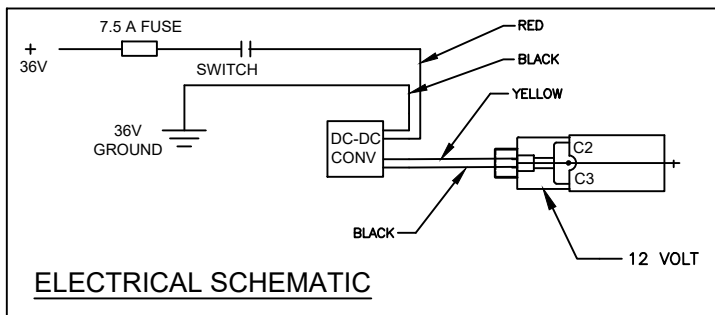 7.5 A FUSE
RED
+
36V
SWITCH
BLACK
YELLOW
36V
GROUND
DC-DC
CONV
C2
C3
+
BLACK
12 VOLT
ELECTRICAL SCHEMATIC